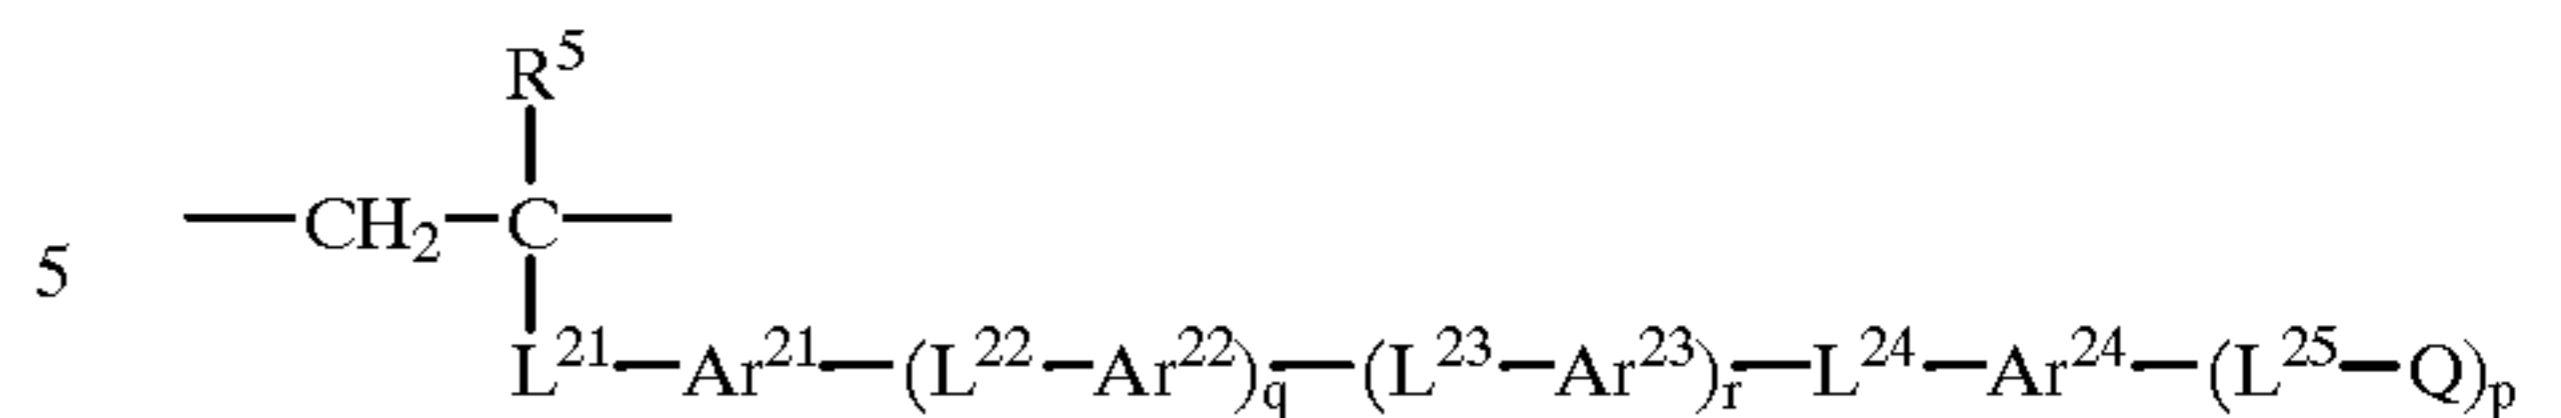 R⁵
—CH₂—C—
5
L²¹—Ar²¹—(L²²—Ar²²)q—(L²³—Ar²³)r—L²⁴—Ar²⁴—(L²⁵—Q)p